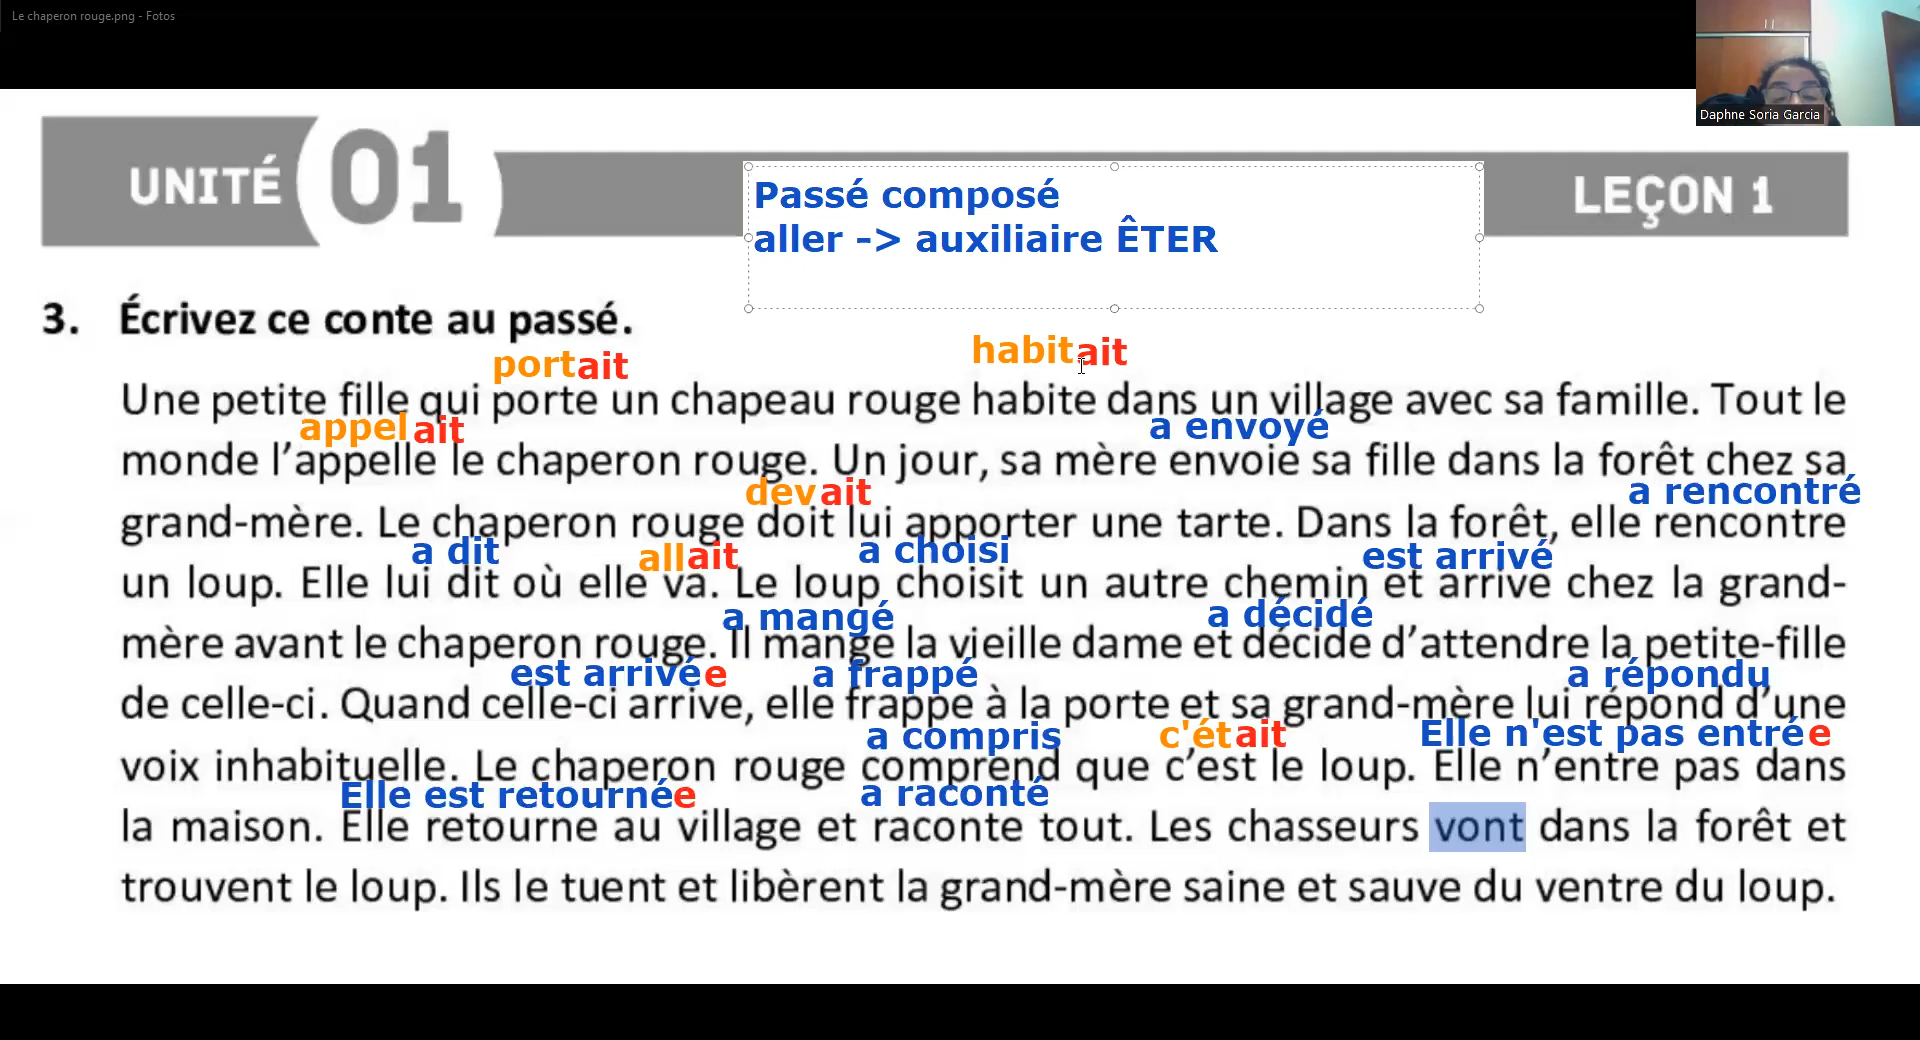 Le chaperon rouge.png - Fotos
Daphne Soria Garcia
UNITÉ 01
LEÇON 1
Passé composé
aller -> auxiliaire ÊTER
3. Écrivez ce conte au passé.
portait habitait
Une petite fille qui porte un chapeau rouge habite dans un village avec sa famille. Tout le
appelait a envoyé
monde l’appelle le chaperon rouge. Un jour, sa mère envoie sa fille dans la forêt chez sa
devait a rencontré
grand-mère. Le chaperon rouge doit lui apporter une tarte. Dans la forêt, elle rencontre
a dit allait a choisi est arrivé
un loup. Elle lui dit où elle va. Le loup choisit un autre chemin et arrive chez la grand-
a mangé a décidé
mère avant le chaperon rouge. Il mange la vieille dame et décide d’attendre la petite-fille
est arrivée a frappé a répondu
de celle-ci. Quand celle-ci arrive, elle frappe à la porte et sa grand-mère lui répond d’une
a compris c'était Elle n'est pas entrée
voix inhabituelle. Le chaperon rouge comprend que c’est le loup. Elle n’entre pas dans
Elle est retournée a raconté
la maison. Elle retourne au village et raconte tout. Les chasseurs vont dans la forêt et
trouvent le loup. Ils le tuent et libèrent la grand-mère saine et sauve du ventre du loup.